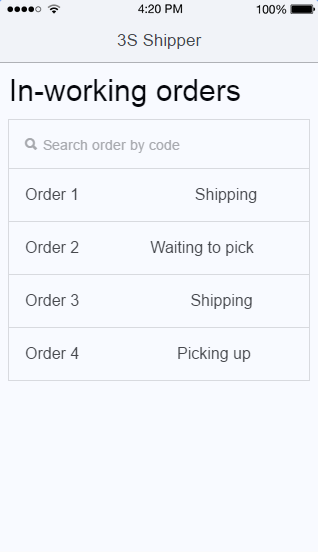 4:20 PM 100%
3S Shipper
In-working orders
Search order by code
Order 1 Shipping
Order 2 Waiting to pick
Order 3 Shipping
Order 4 Picking up